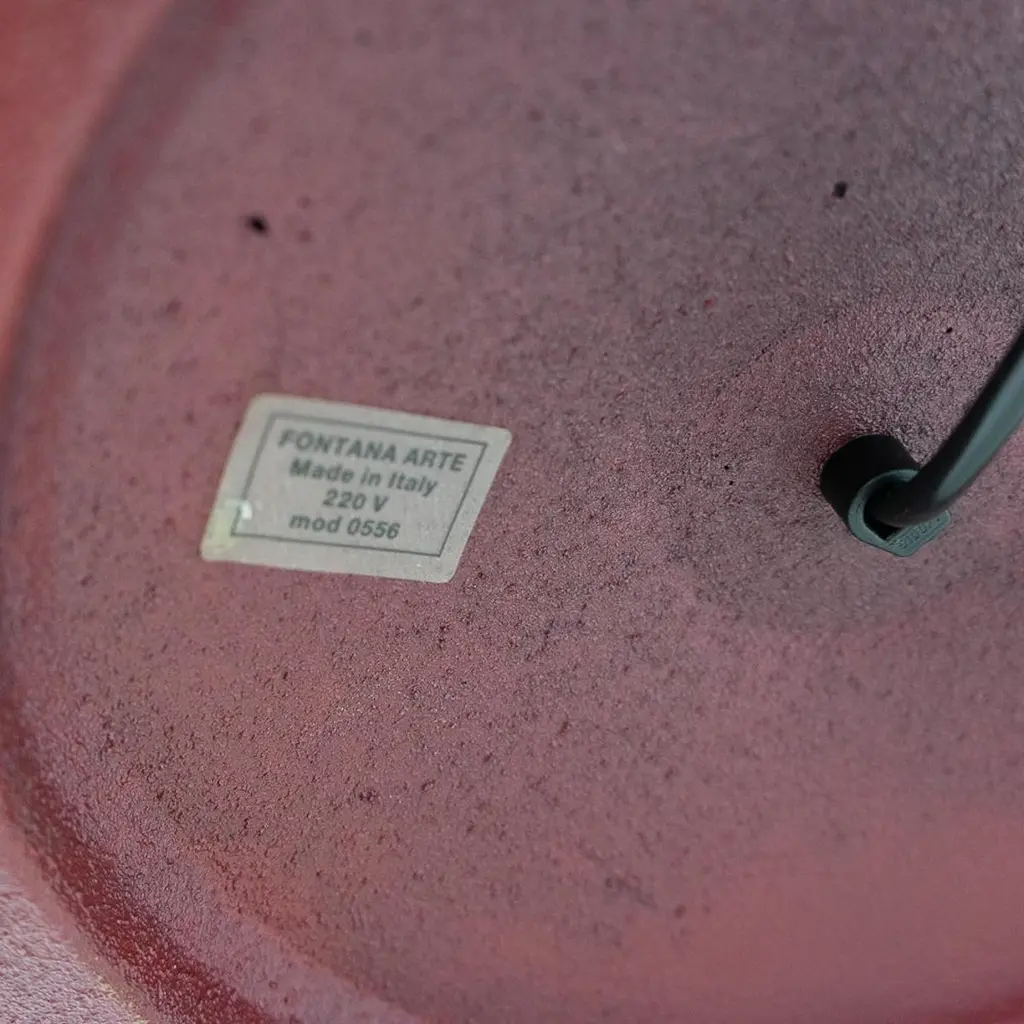 FONTANA ARTE
Made in Italy
220 V
mod 0556